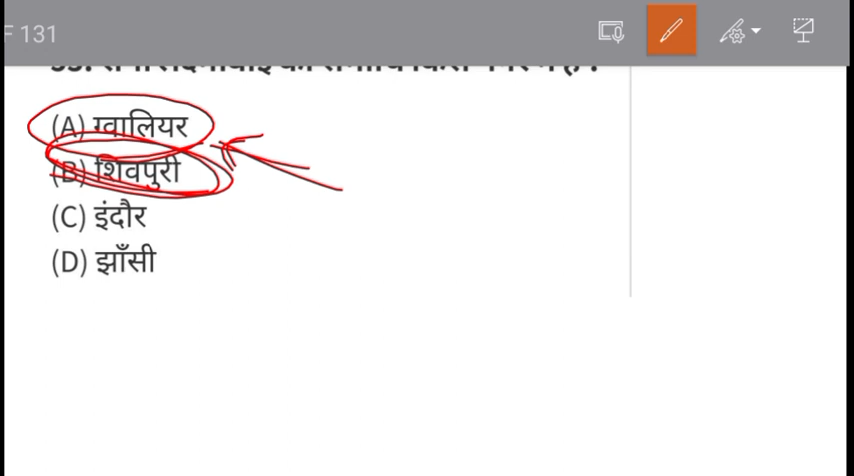 F 131
(A) ग्वालियर
(B) शिवपुरी
(C) इंदौर
(D) झाँसी